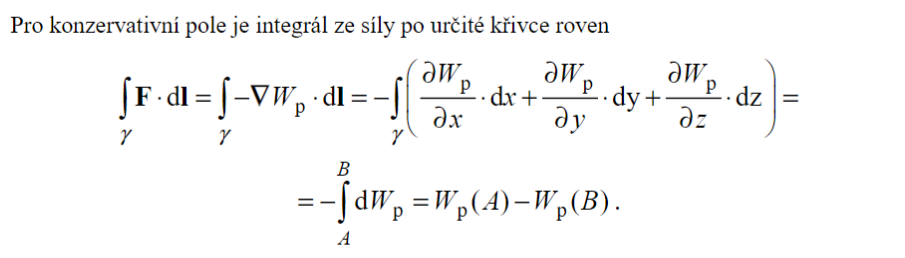 Pro konzervativní pole je integrál ze síly po určité křivce roven
∫_γ F · dl = ∫_γ −∇W_p · dl = −∫_γ ( ∂W_p/∂x · dx + ∂W_p/∂y · dy + ∂W_p/∂z · dz ) =
= −∫_A^B dW_p = W_p(A) − W_p(B) .